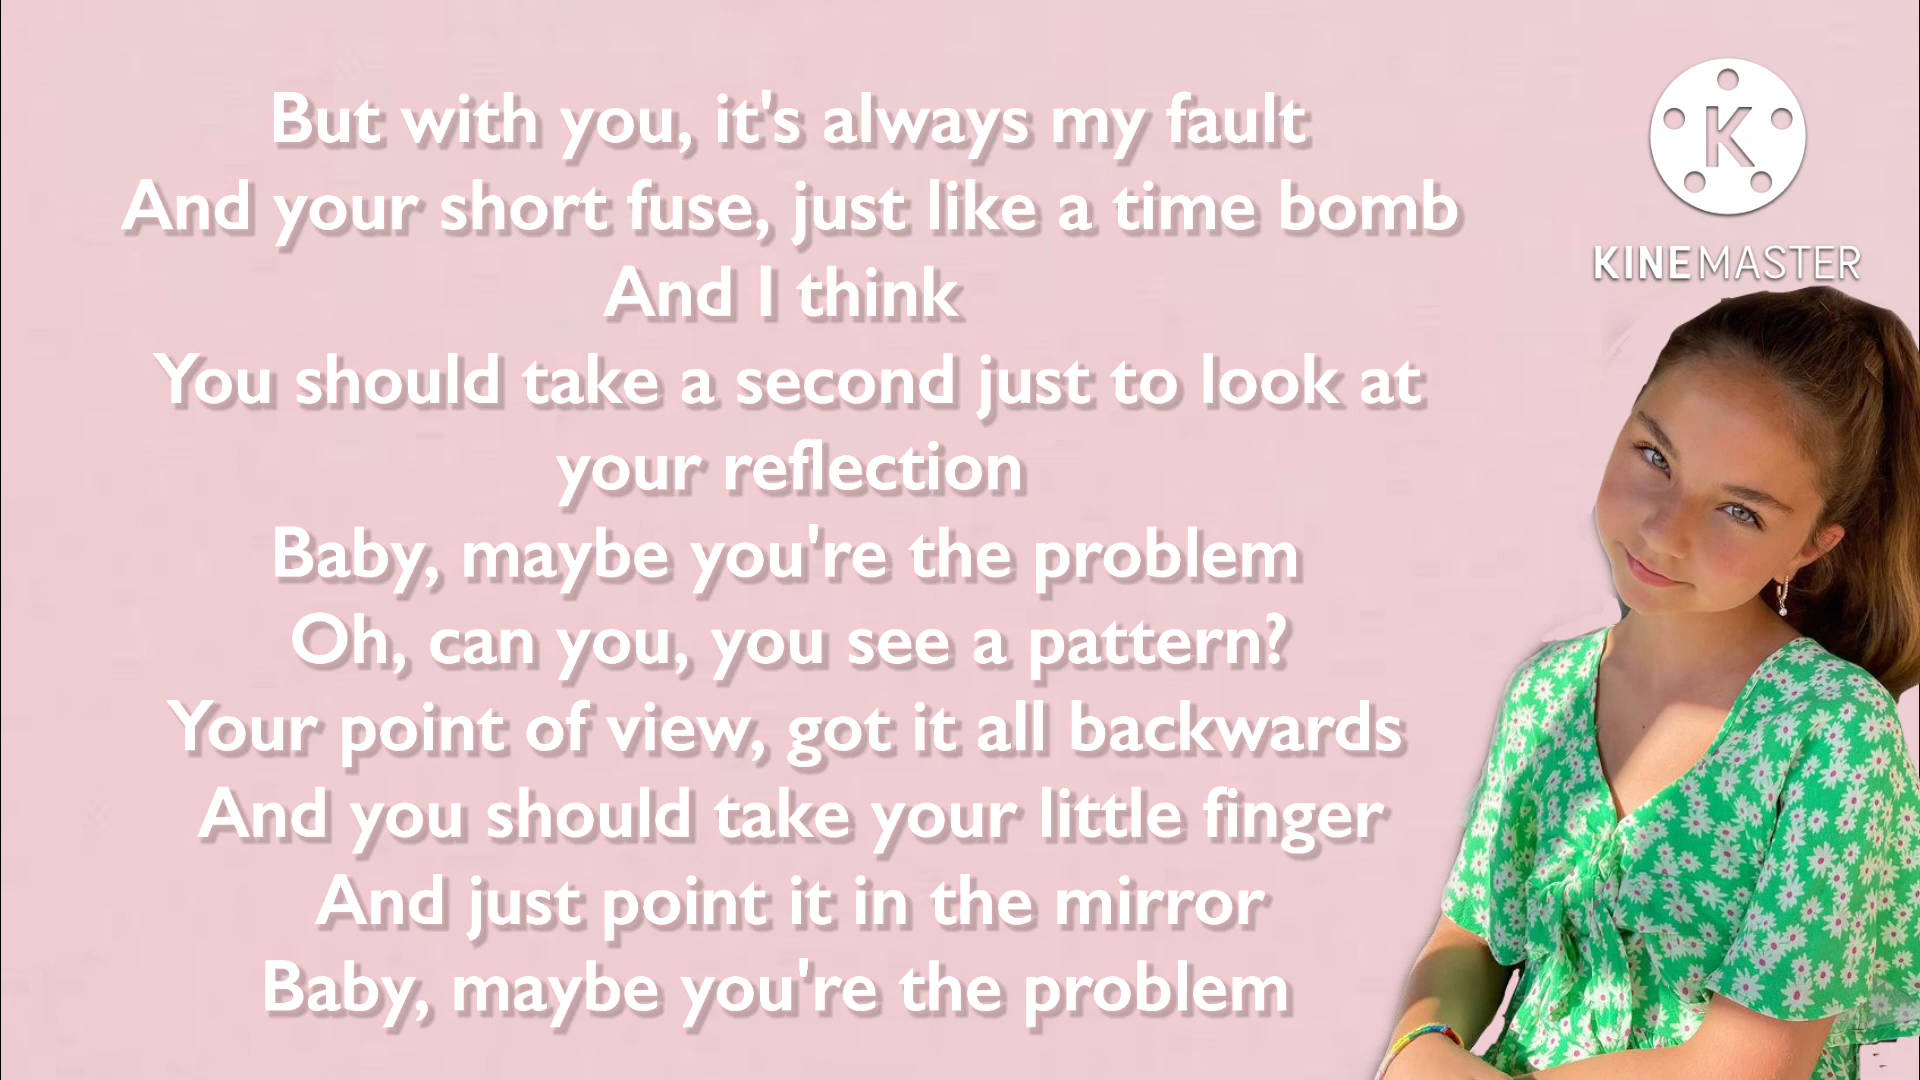 But with you, it's always my fault
And your short fuse, just like a time bomb
And I think
You should take a second just to look at
your reflection
Baby, maybe you're the problem
Oh, can you, you see a pattern?
Your point of view, got it all backwards
And you should take your little finger
And just point it in the mirror
Baby, maybe you're the problem
K
KINEMASTER